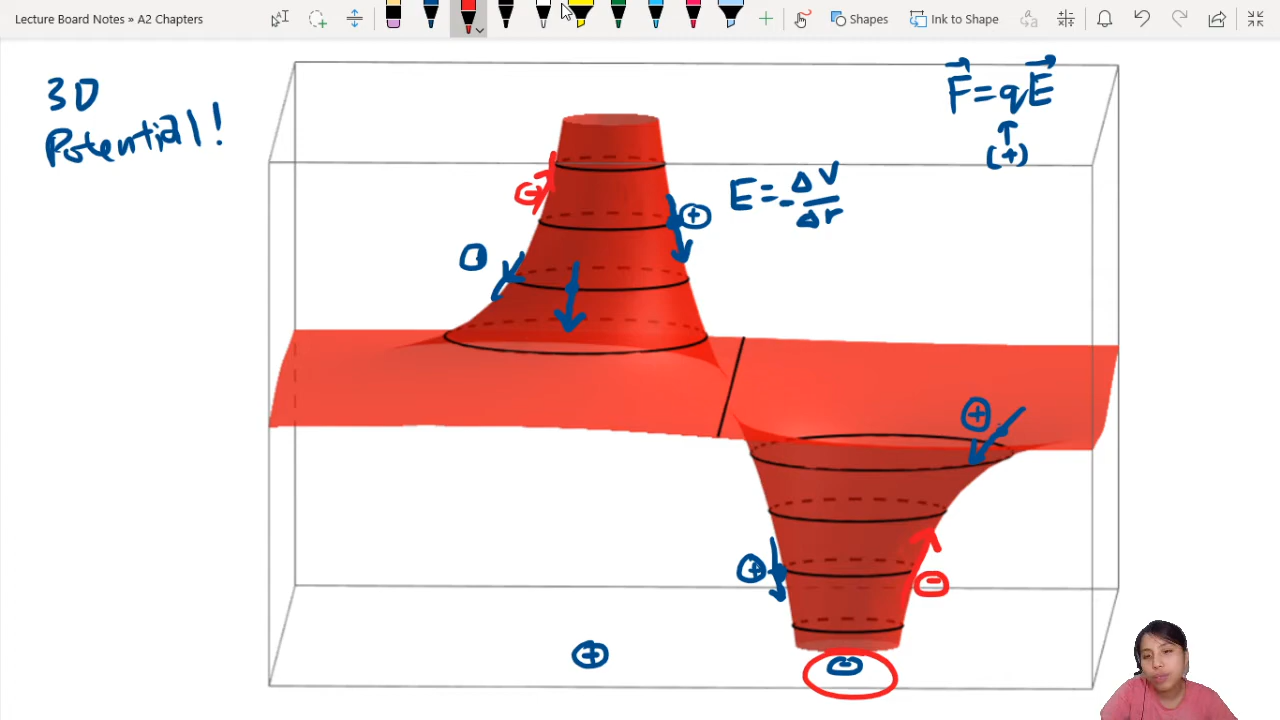 Lecture Board Notes » A2 Chapters
Shapes
Ink to Shape
3D
Potential!
F=qE
(+)
E=-ΔV/Δr
-
+
+
+
+
-
+
-